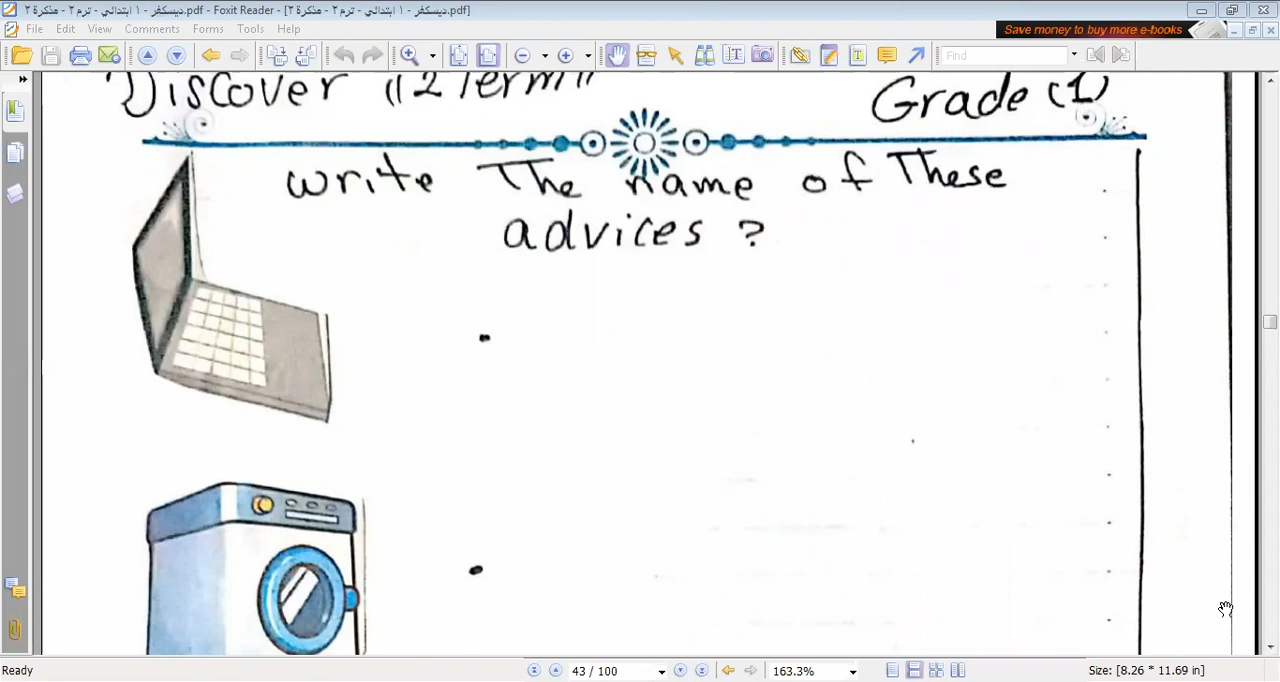 ديسكفر - ١ ابتدائي - ترم ٢ - مذكرة ٢.pdf - Foxit Reader - [ديسكفر - ١ ابتدائي - ترم ٢ - مذكرة ٢.pdf]
File Edit View Comments Forms Tools Help
Save money to buy more e-books
Find
Discover "2 Term" Grade (1)
write The name of These
advices ?
Ready 43 / 100 163.3% Size: [8.26 * 11.69 in]